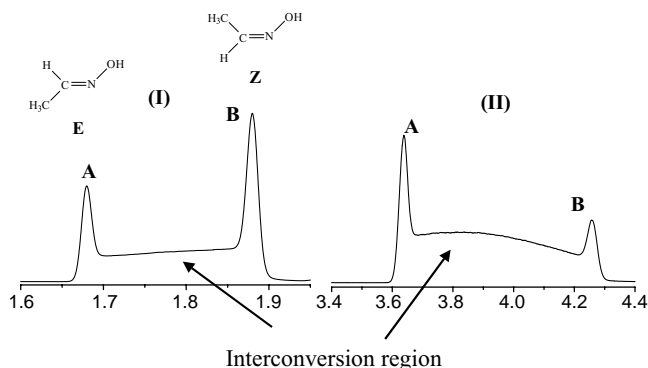 H₃C
OH
C=N
H
Z
H
OH
C=N
H₃C
E
(I)
(II)
A
B
A
B
1.6 1.7 1.8 1.9 3.4 3.6 3.8 4.0 4.2 4.4
Interconversion region